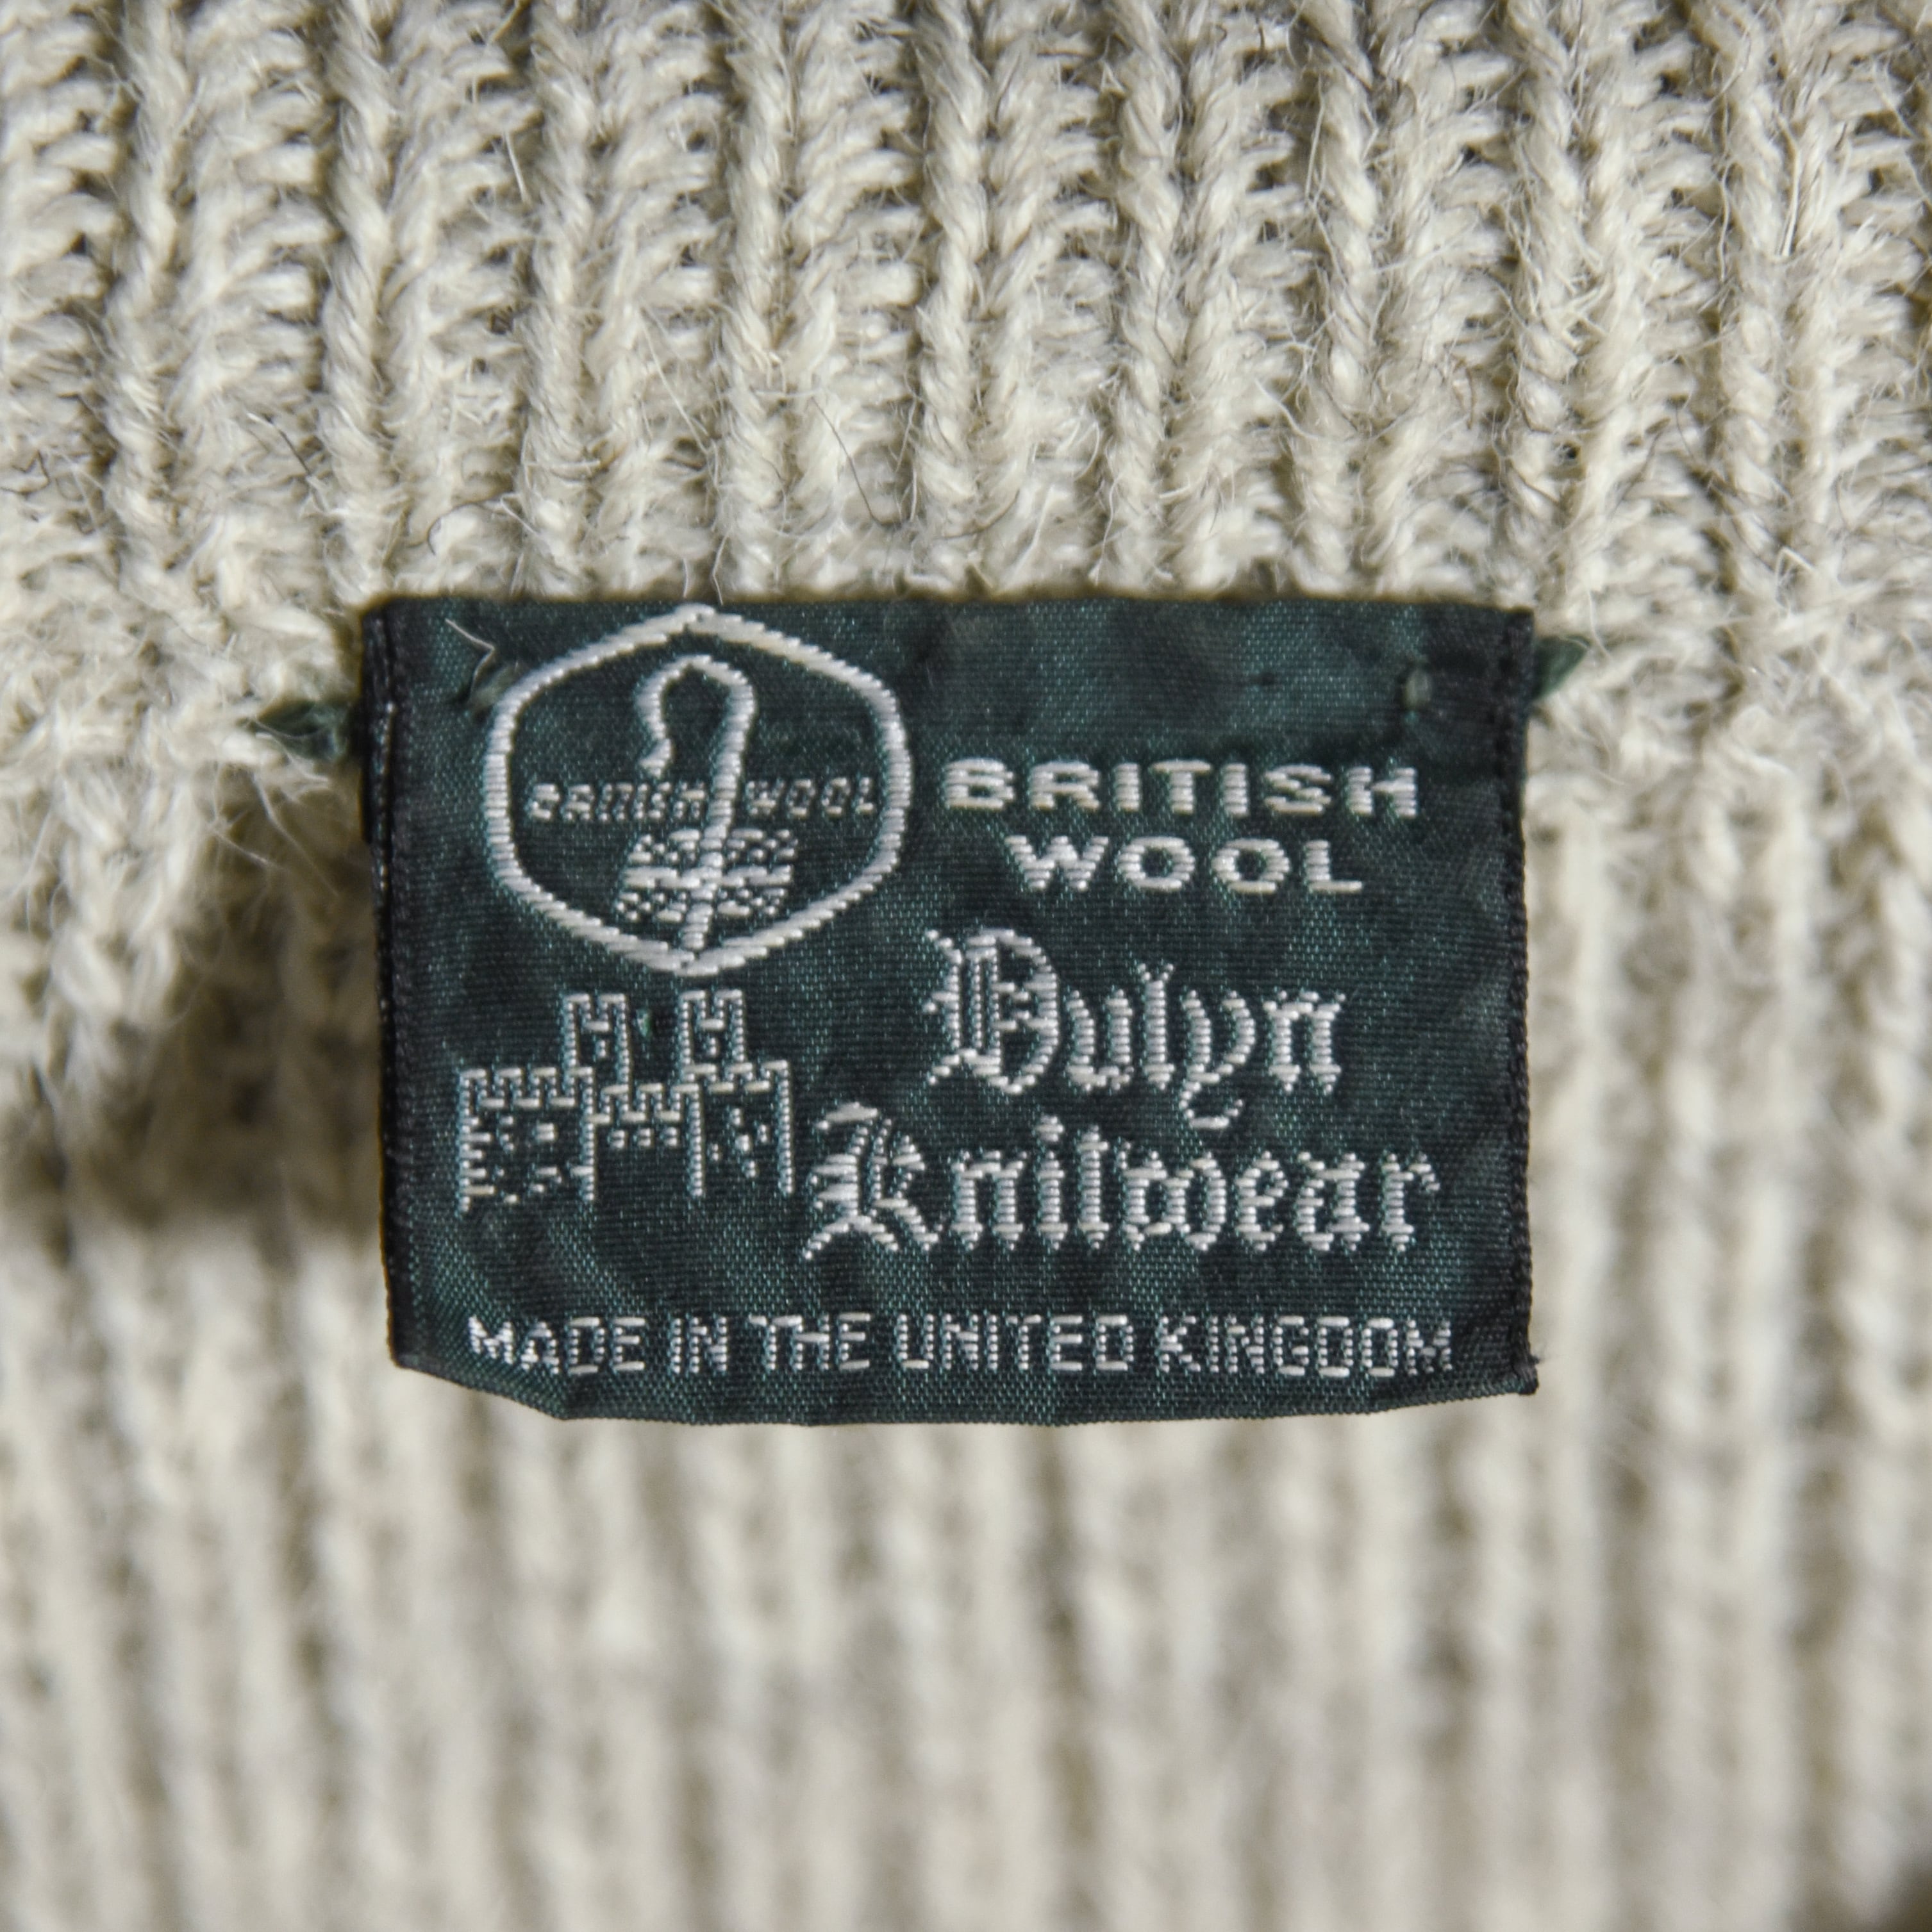 BRITISH WOOL
BRITISH
WOOL
Dulyn
Knitwear
MADE IN THE UNITED KINGDOM